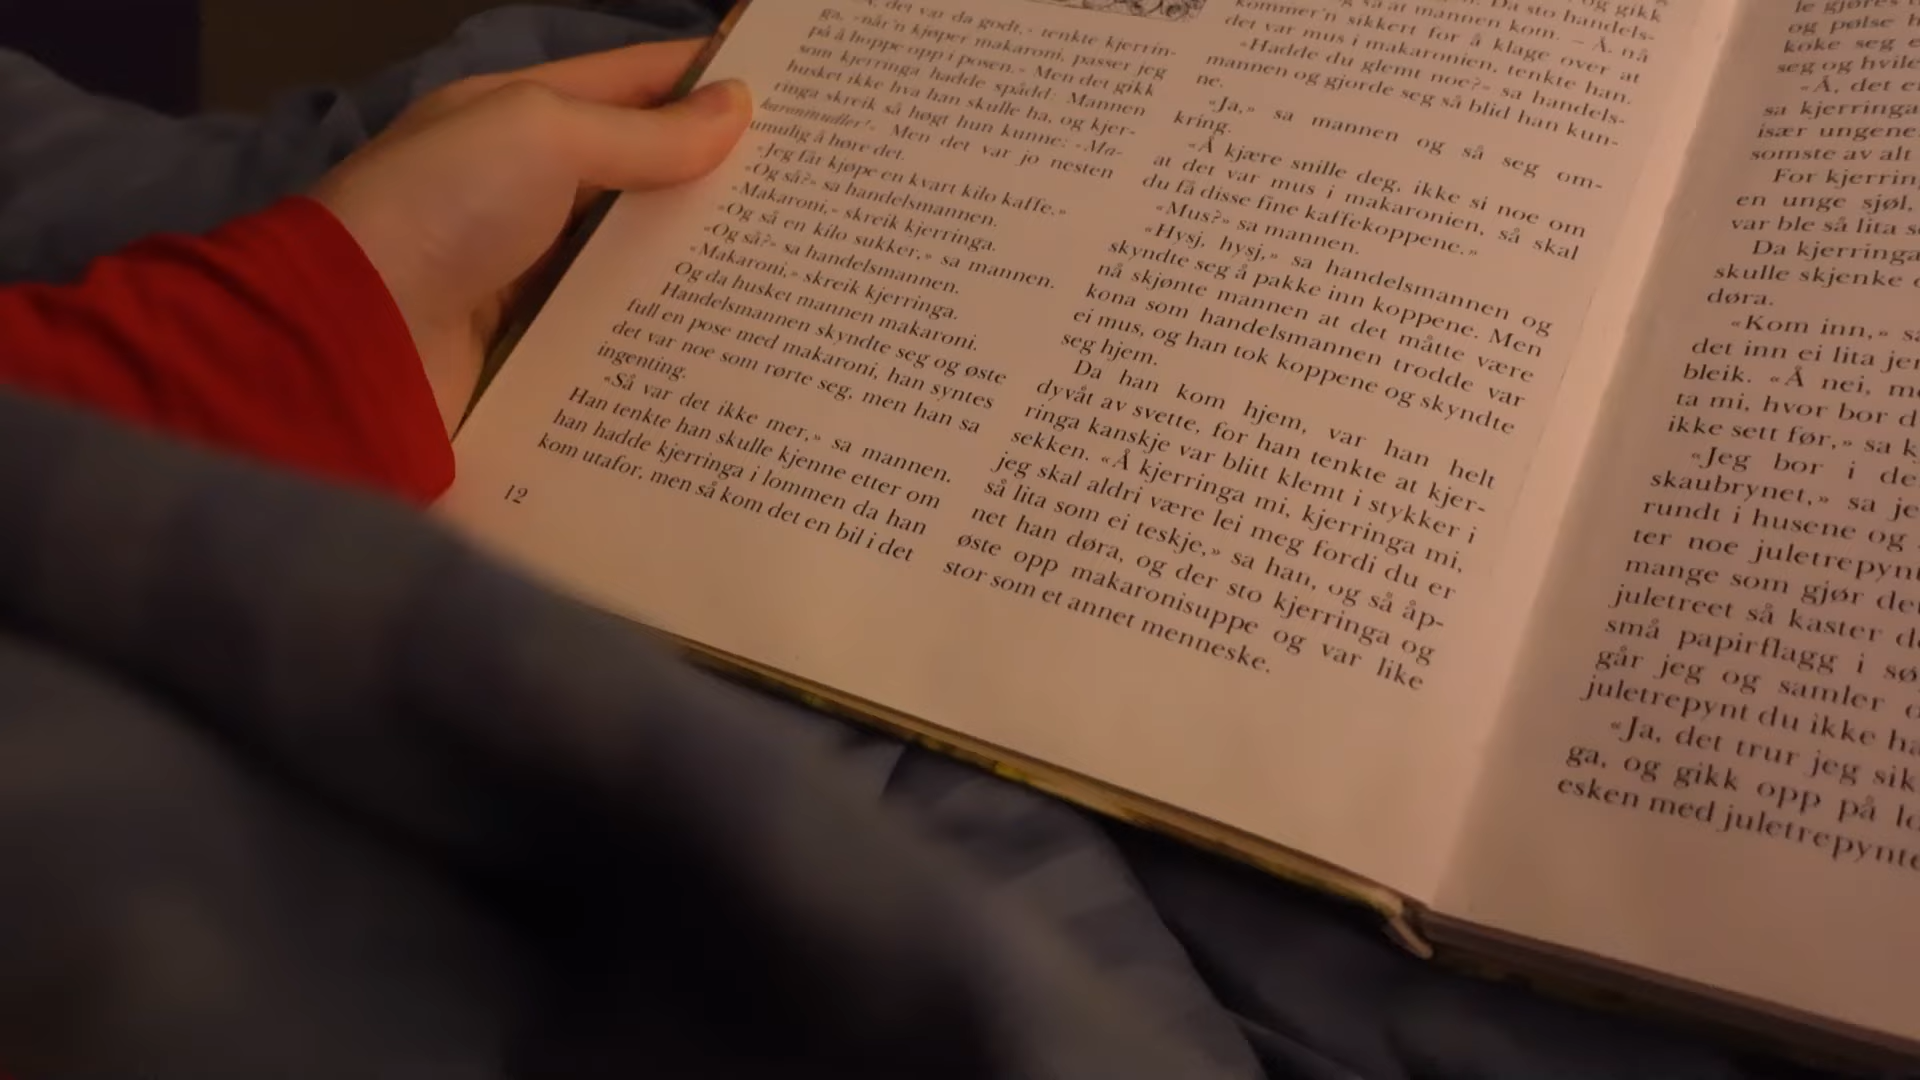 Å, det var da godt,- tenkte kjerrin-
ga, «når'n kjøper makaroni, passer jeg
på å hoppe opp i posen.» Men det gikk
som kjerringa hadde spådd: Mannen
husket ikke hva han skulle ha, og kjer-
ringa skreik så høgt hun kunne: «Ma-
karonnudler!» Men det var jo nesten
umulig å høre det.
«Jeg får kjøpe en kvart kilo kaffe.»
«Og så?» sa handelsmannen.
«Makaroni,» skreik kjerringa.
«Og så en kilo sukker,» sa mannen.
«Og så?» sa handelsmannen.
«Makaroni,» skreik kjerringa.
Og da husket mannen makaroni.
Handelsmannen skyndte seg og øste
full en pose med makaroni, han syntes
det var noe som rørte seg, men han sa
ingenting.
«Så var det ikke mer,» sa mannen.
Han tenkte han skulle kjenne etter om
han hadde kjerringa i lommen da han
kom utafor, men så kom det en bil i det
12
og gikk
så at mannen kom. – Å, nå
kommer'n sikkert for å klage over at
det var mus i makaronien, tenkte han.
«Hadde du glemt noe?» sa handels-
mannen og gjorde seg så blid han kun-
ne.
«Ja,» sa mannen og så seg om-
kring.
«Å kjære snille deg, ikke si noe om
at det var mus i makaronien, så skal
du få disse fine kaffekoppene.»
«Mus?» sa mannen.
«Hysj, hysj,» sa handelsmannen og
skyndte seg å pakke inn koppene. Men
nå skjønte mannen at det måtte være
kona som handelsmannen trodde var
ei mus, og han tok koppene og skyndte
seg hjem.
Da han kom hjem, var han helt
dyvåt av svette, for han tenkte at kjer-
ringa kanskje var blitt klemt i stykker i
sekken. «Å kjerringa mi, kjerringa mi,
jeg skal aldri være lei meg fordi du er
så lita som ei teskje,» sa han, og så åp-
net han døra, og der sto kjerringa og
øste opp makaronisuppe og var like
stor som et annet menneske.
le gjøres
og pølse
koke seg
seg og hvile
«Å, det
sa kjerringa
især ungene
somste av alt
For kjerrin
en unge sjøl,
var ble så lita
Da kjerringa
skulle skjenke
døra.
«Kom inn,»
det inn ei lita
bleik. «Å nei,
ta mi, hvor bor
ikke sett før,» sa
«Jeg bor i
skaubrynet,» sa
rundt i husene og
ter noe juletrepynt
mange som gjør
juletreet så kaster
små papirflagg i
går jeg og samler
juletrepynt du ikke
«Ja, det trur jeg
ga, og gikk opp på
esken med juletrepynte